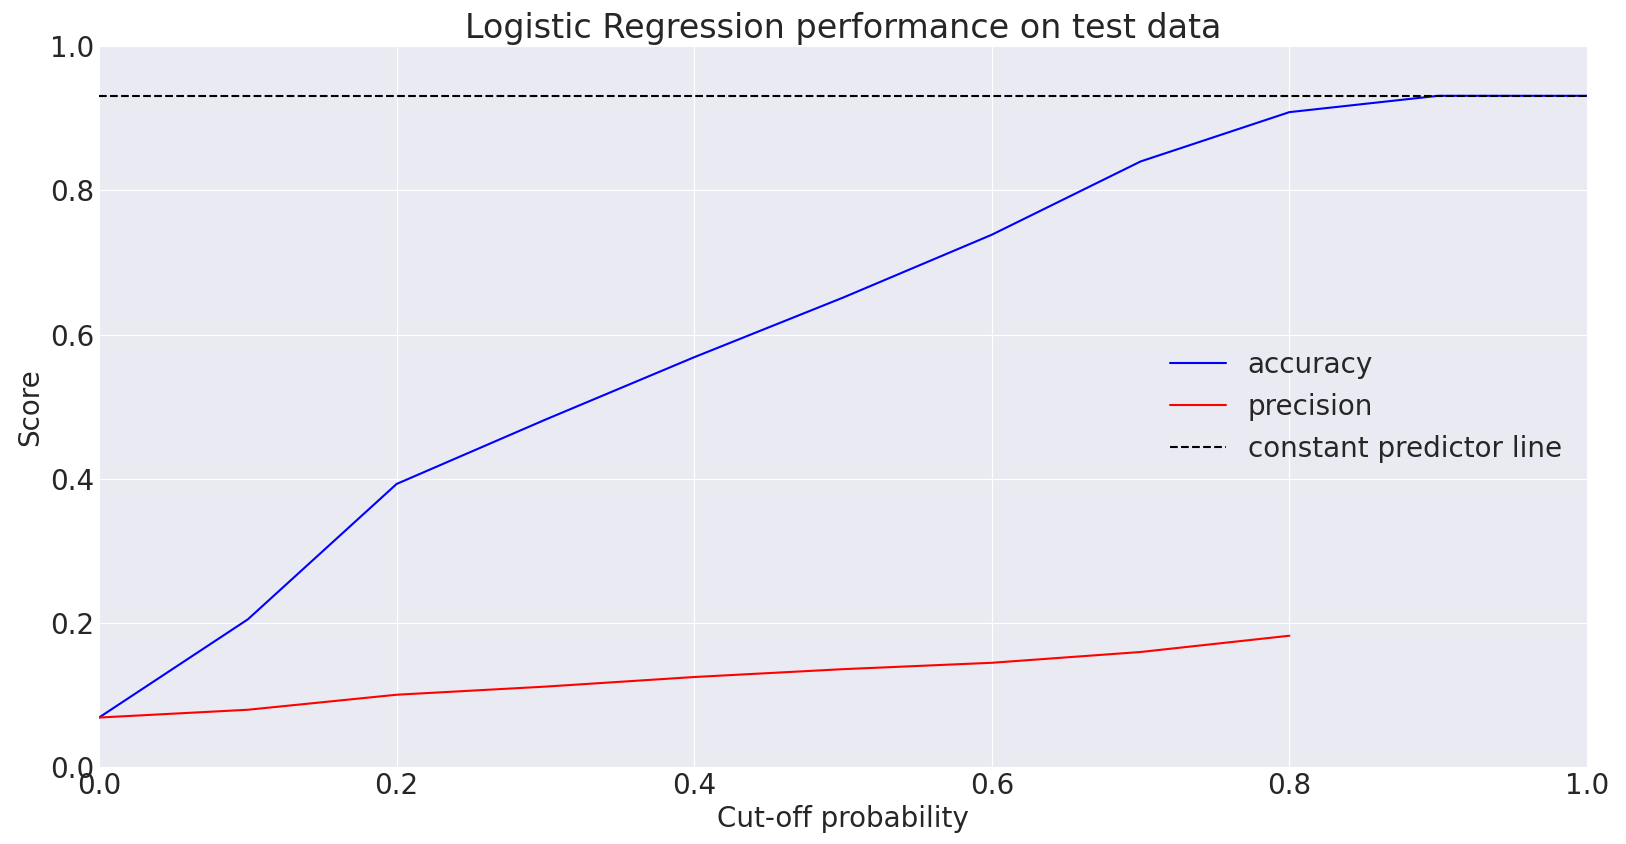 Logistic Regression performance on test data
1.0
0.8
0.6
0.4
0.2
0.0
Score
accuracy
precision
constant predictor line
0.0 0.2 0.4 0.6 0.8 1.0
Cut-off probability